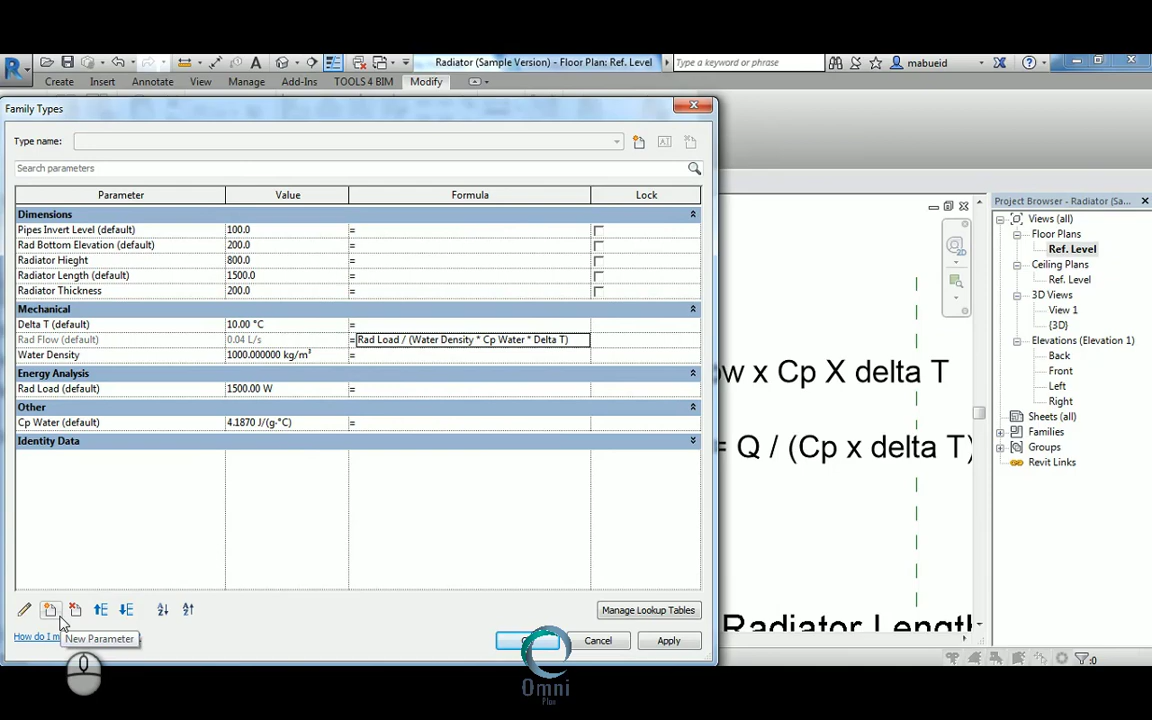 Radiator (Sample Version) - Floor Plan: Ref. Level
Type a keyword or phrase
mabueid
Create Insert Annotate View Manage Add-Ins TOOLS 4 BIM Modify
Family Types
Type name:
Search parameters
Parameter Value Formula Lock
Dimensions
Pipes Invert Level (default) 100.0 =
Rad Bottom Elevation (default) 200.0 =
Radiator Hieght 800.0 =
Radiator Length (default) 1500.0 =
Radiator Thickness 200.0 =
Mechanical
Delta T (default) 10.00 °C =
Rad Flow (default) 0.04 L/s =Rad Load / (Water Density * Cp Water * Delta T)
Water Density 1000.000000 kg/m³ =
Energy Analysis
Rad Load (default) 1500.00 W =
Other
Cp Water (default) 4.1870 J/(g·°C) =
Identity Data
Manage Lookup Tables
How do I m
New Parameter
Cancel
Apply
Omni
Plus
ow x Cp X delta T
= Q / (Cp x delta T)
Radiator Length
Project Browser - Radiator (Sa...
Views (all)
Floor Plans
Ref. Level
Ceiling Plans
Ref. Level
3D Views
View 1
{3D}
Elevations (Elevation 1)
Back
Front
Left
Right
Sheets (all)
Families
Groups
Revit Links
:0